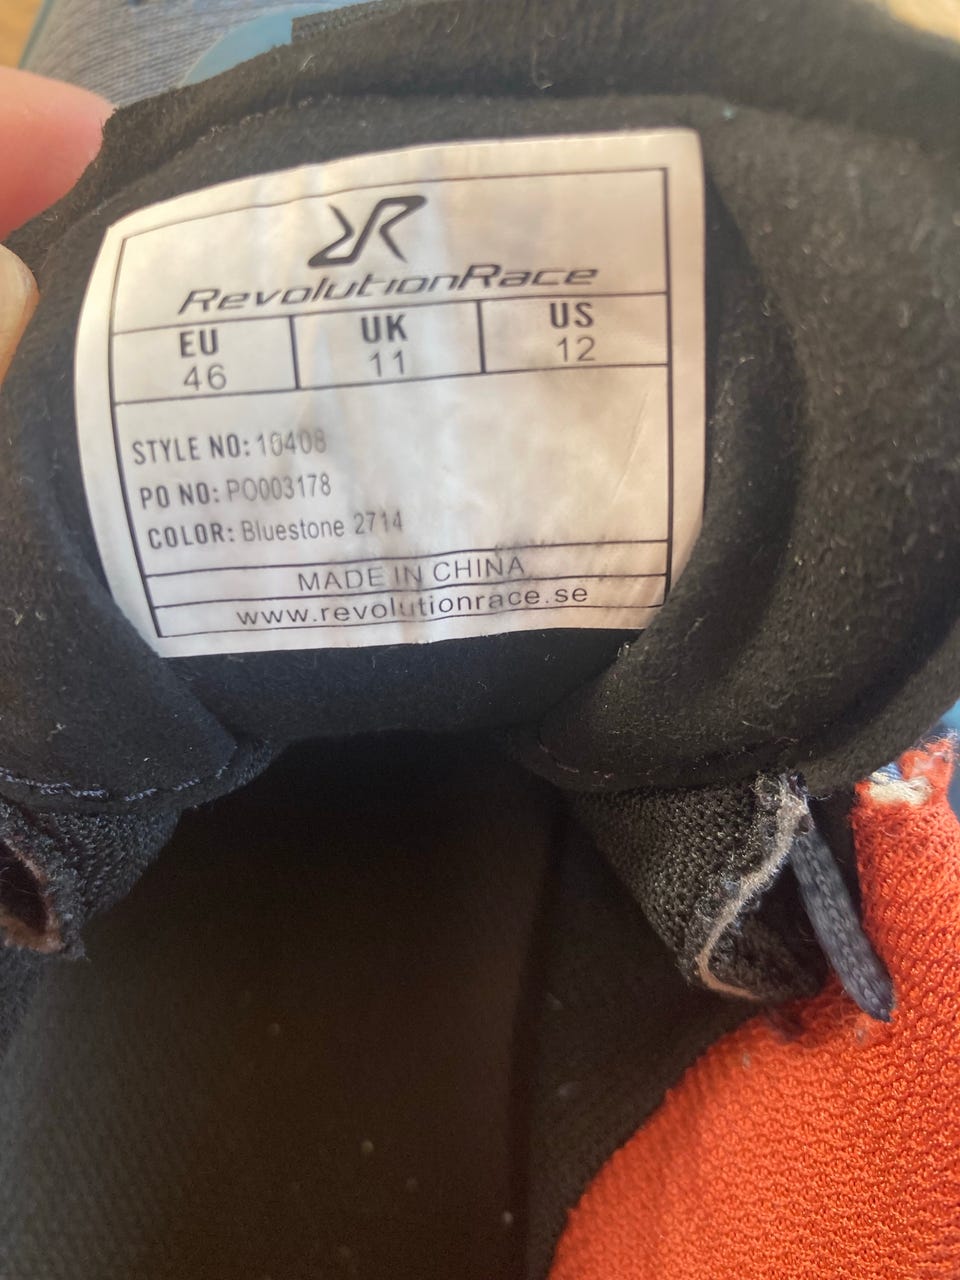 RevolutionRace
EU UK US
46 11 12
STYLE NO: 10408
PO NO: PO003178
COLOR: Bluestone 2714
MADE IN CHINA
www.revolutionrace.se